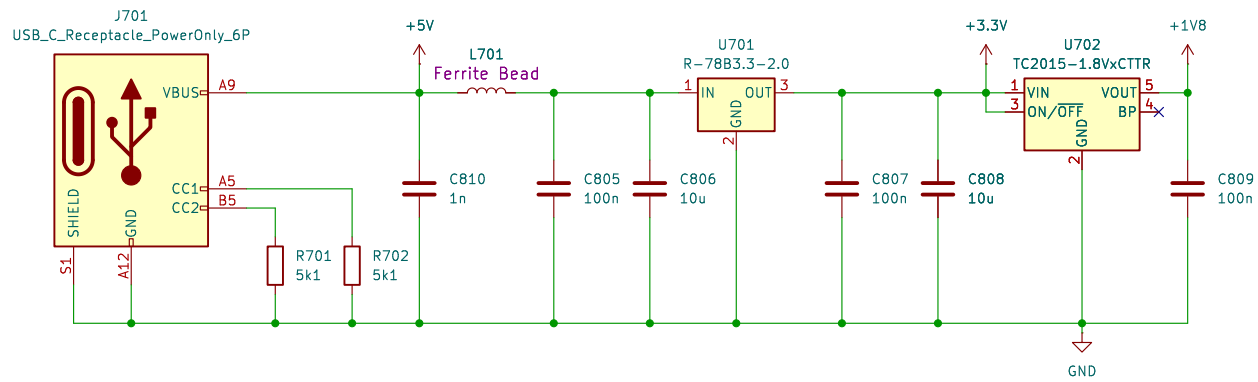 J701
USB_C_Receptacle_PowerOnly_6P
VBUS
A9
CC1
A5
CC2
B5
SHIELD
GND
S1
A12
R701
5k1
R702
5k1
+5V
L701
Ferrite Bead
C810
1n
C805
100n
C806
10u
U701
R-78B3.3-2.0
1
IN
OUT
3
GND
2
C807
100n
C808
10u
+3.3V
U702
TC2015-1.8VxCTTR
1
VIN
VOUT
5
3
ON/OFF
BP
4
GND
2
+1V8
C809
100n
GND